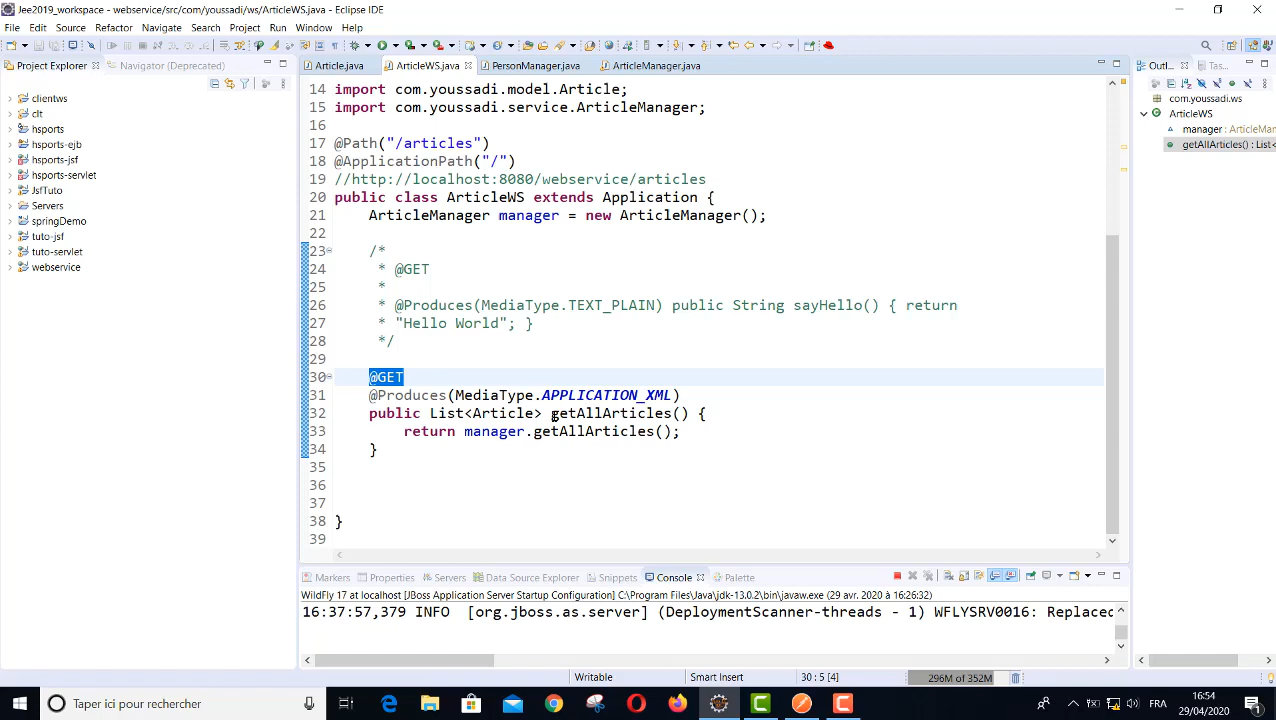 Jee2019_workspace - webservice/src/com/youssadi/ws/ArticleWS.java - Eclipse IDE
File Edit Source Refactor Navigate Search Project Run Window Help
Project Explorer Navigator (Deprecated)
Article.java ArticleWS.java PersonManager.java ArticleManager.java
Outl... Tas...
clientws
clt
hsports
hsports-ejb
hsports-jsf
hsports-servlet
JsfTuto
Servers
springDemo
tuto-jsf
tuto-servlet
webservice
14 import com.youssadi.model.Article;
15 import com.youssadi.service.ArticleManager;
16
17 @Path("/articles")
18 @ApplicationPath("/")
19 //http://localhost:8080/webservice/articles
20 public class ArticleWS extends Application {
21 ArticleManager manager = new ArticleManager();
22
23 /*
24 * @GET
25 *
26 * @Produces(MediaType.TEXT_PLAIN) public String sayHello() { return
27 * "Hello World"; }
28 */
29
30 @GET
31 @Produces(MediaType.APPLICATION_XML)
32 public List<Article> getAllArticles() {
33 return manager.getAllArticles();
34 }
35
36
37
38 }
39
com.youssadi.ws
ArticleWS
manager : ArticleMan
getAllArticles() : List<
Markers Properties Servers Data Source Explorer Snippets Console Palette
WildFly 17 at localhost [JBoss Application Server Startup Configuration] C:\Program Files\Java\jdk-13.0.2\bin\javaw.exe (29 avr. 2020 à 16:26:32)
16:37:57,379 INFO [org.jboss.as.server] (DeploymentScanner-threads - 1) WFLYSRV0016: Replaced
Writable Smart Insert 30 : 5 [4] 296M of 352M
Taper ici pour rechercher
FRA
16:54
29/04/2020
1